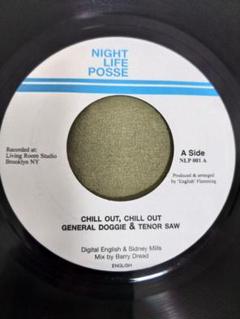 NIGHT
LIFE
POSSE
Recorded at:
Living Room Studio
Brooklyn NY
A Side
NLP 001 A
Produced & arranged
by 'English' Flemming
CHILL OUT, CHILL OUT
GENERAL DOGGIE & TENOR SAW
Digital English & Sidney Mills
Mix by Barry Dread
ENGLISH